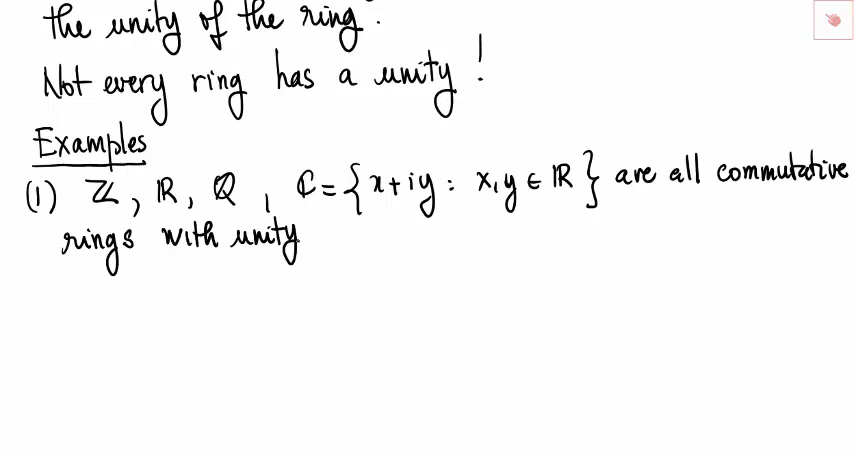 the unity of the ring.
Not every ring has a unity!
Examples
(1) ℤ, ℝ, ℚ, ℂ = {x+iy : x,y ∈ ℝ} are all commutative
rings with unity